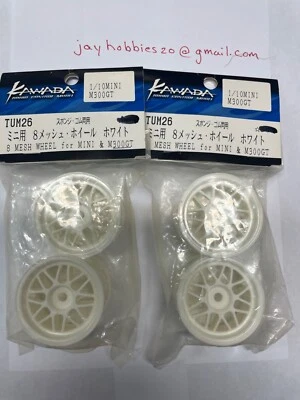 jayhobbies20@gmail.com
KAWADA
1/10MINI
M300GT
TUM26
スポンジ・ゴム両用
ミニ用 8メッシュ・ホイール ホワイト
8 MESH WHEEL for MINI & M300GT
KAWADA
1/10MINI
M300GT
TUM26
スポンジ・ゴム両用
ミニ用 8メッシュ・ホイール ホワイト
MESH WHEEL for MINI & M300GT